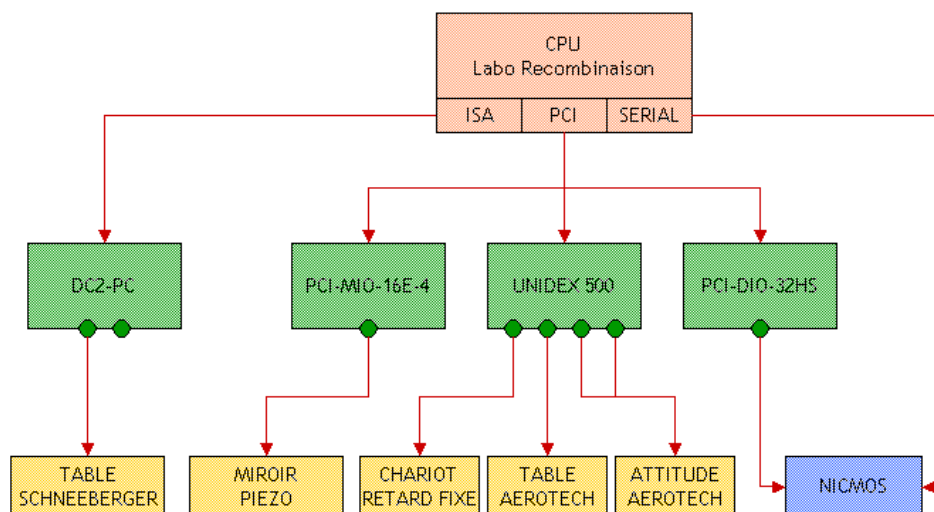 CPU
Labo Recombinaison
ISA PCI SERIAL
DC2-PC PCI-MIO-16E-4 UNIDEX 500 PCI-DIO-32HS
TABLE
SCHNEEBERGER
MIROIR
PIEZO
CHARIOT
RETARD FIXE
TABLE
AEROTECH
ATTITUDE
AEROTECH
NICMOS